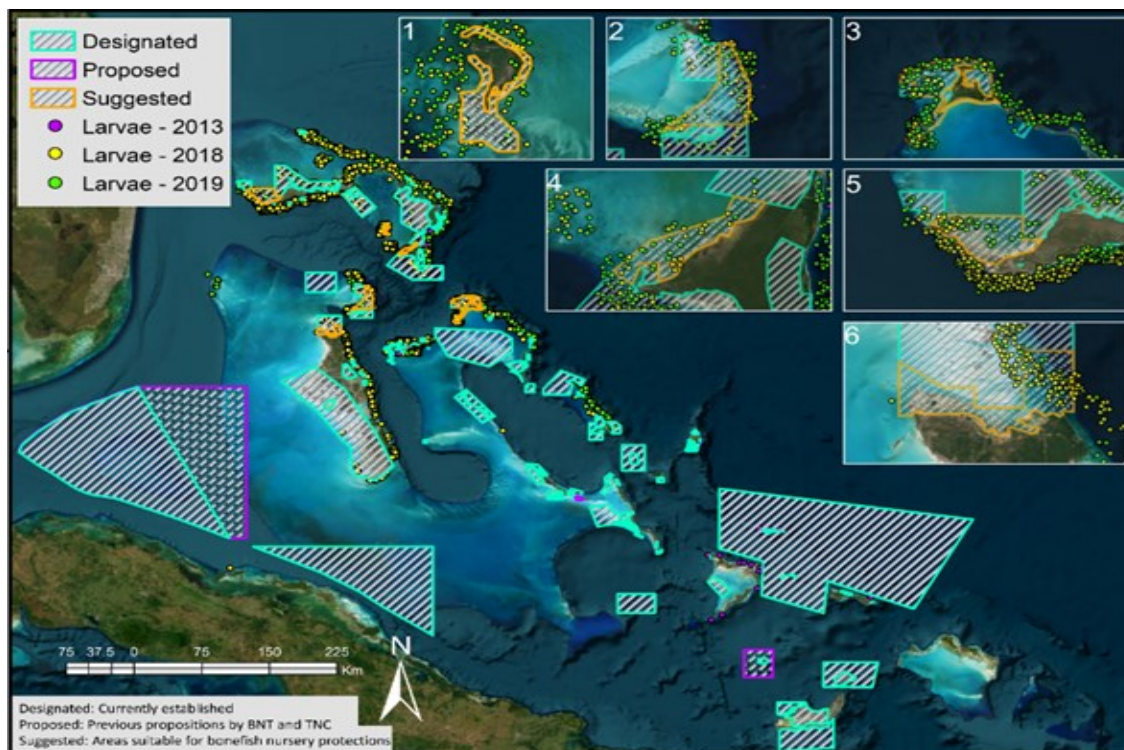 Designated
Proposed
Suggested
Larvae - 2013
Larvae - 2018
Larvae - 2019
1
2
3
4
5
6
N
75 37.5 0 75 150 225
Km
Designated: Currently established
Proposed: Previous propositions by BNT and TNC
Suggested: Areas suitable for bonefish nursery protections